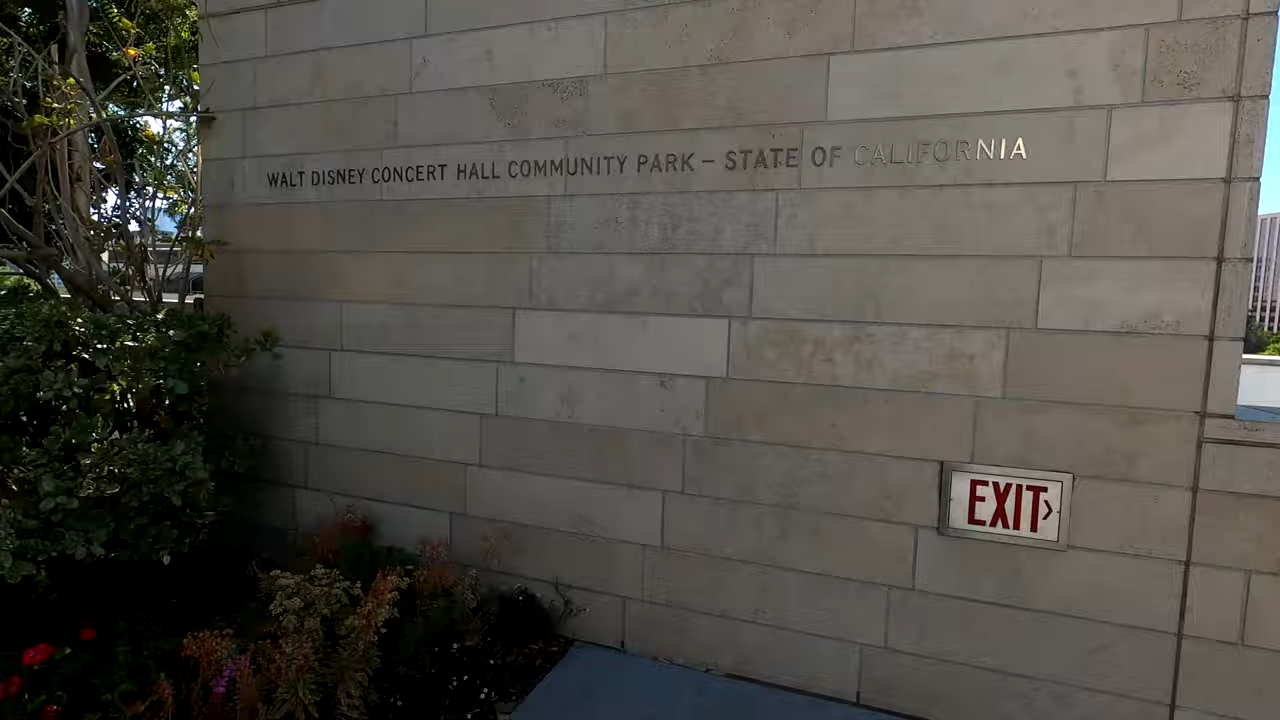 WALT DISNEY CONCERT HALL COMMUNITY PARK – STATE OF CALIFORNIA
EXIT›